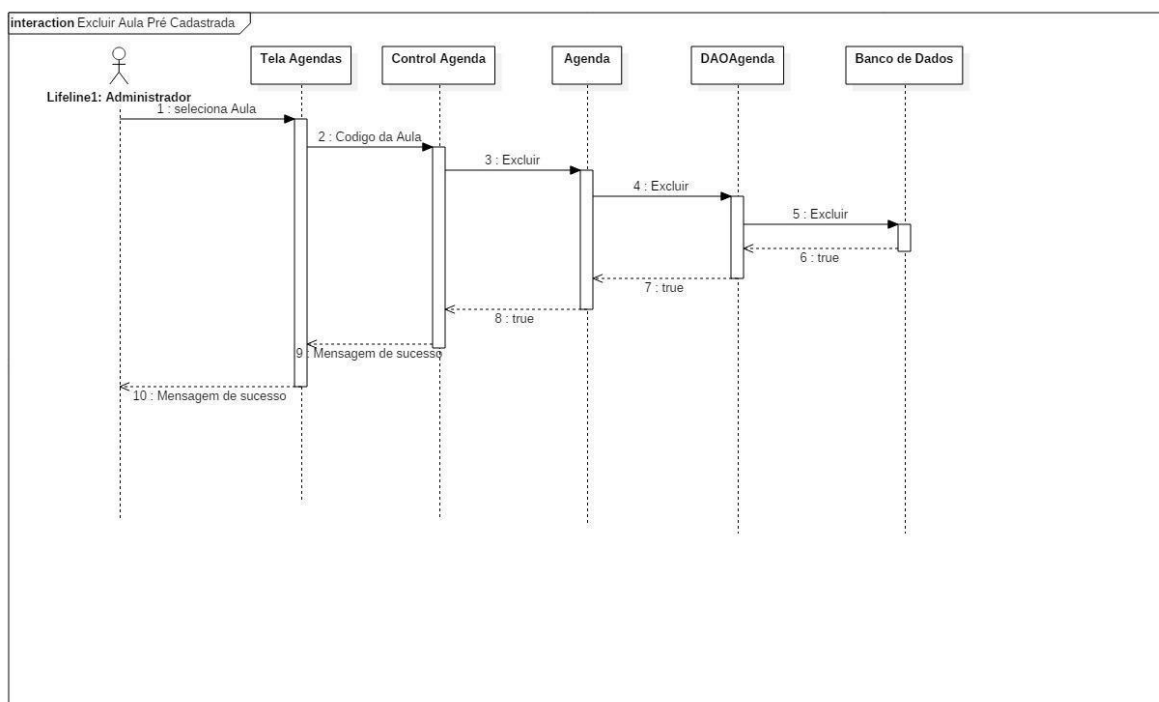 interaction Excluir Aula Pré Cadastrada
Tela Agendas
Control Agenda
Agenda
DAOAgenda
Banco de Dados
Lifeline1: Administrador
1 : seleciona Aula
2 : Codigo da Aula
3 : Excluir
4 : Excluir
5 : Excluir
6 : true
7 : true
8 : true
9 : Mensagem de sucesso
10 : Mensagem de sucesso